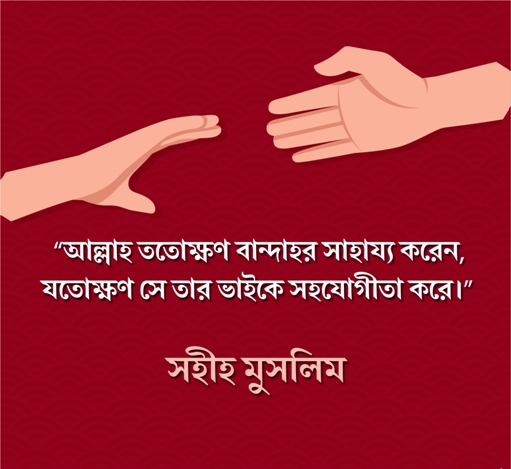 “আল্লাহ ততোক্ষণ বান্দাহর সাহায্য করেন,
যতোক্ষণ সে তার ভাইকে সহযোগীতা করে।”
সহীহ মুসলিম